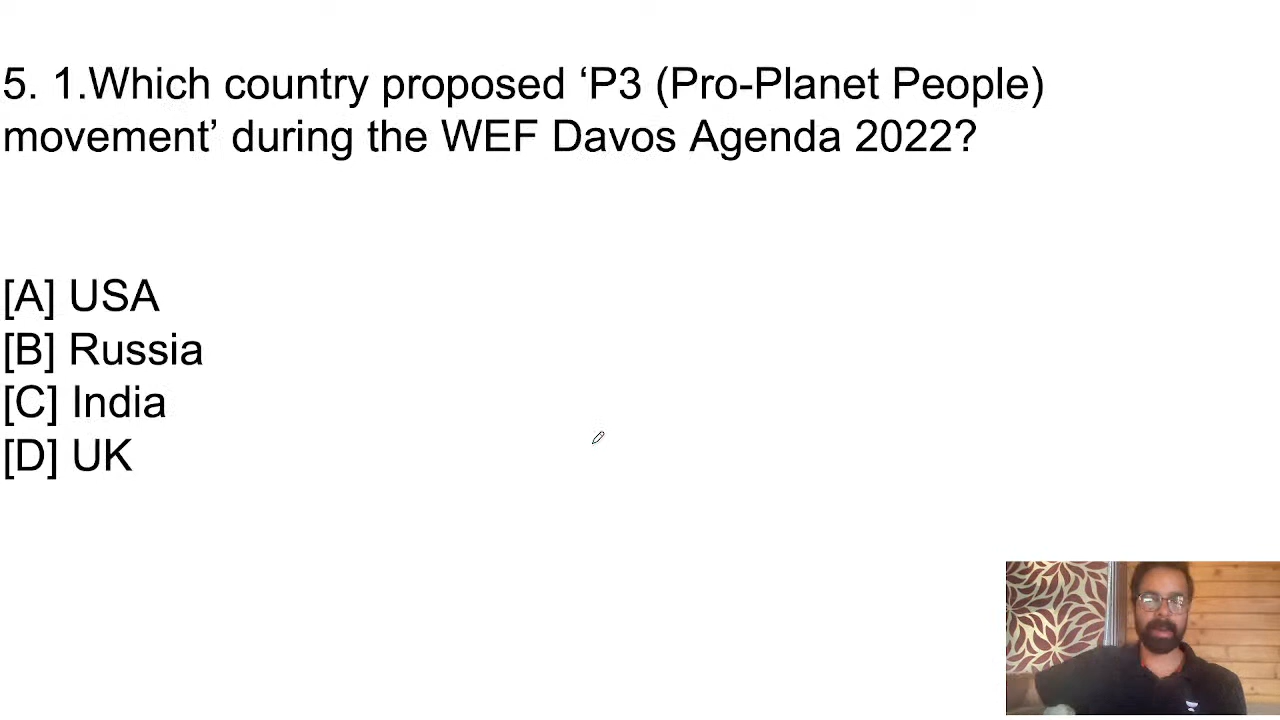 5. 1.Which country proposed ‘P3 (Pro-Planet People)
movement’ during the WEF Davos Agenda 2022?
[A] USA
[B] Russia
[C] India
[D] UK